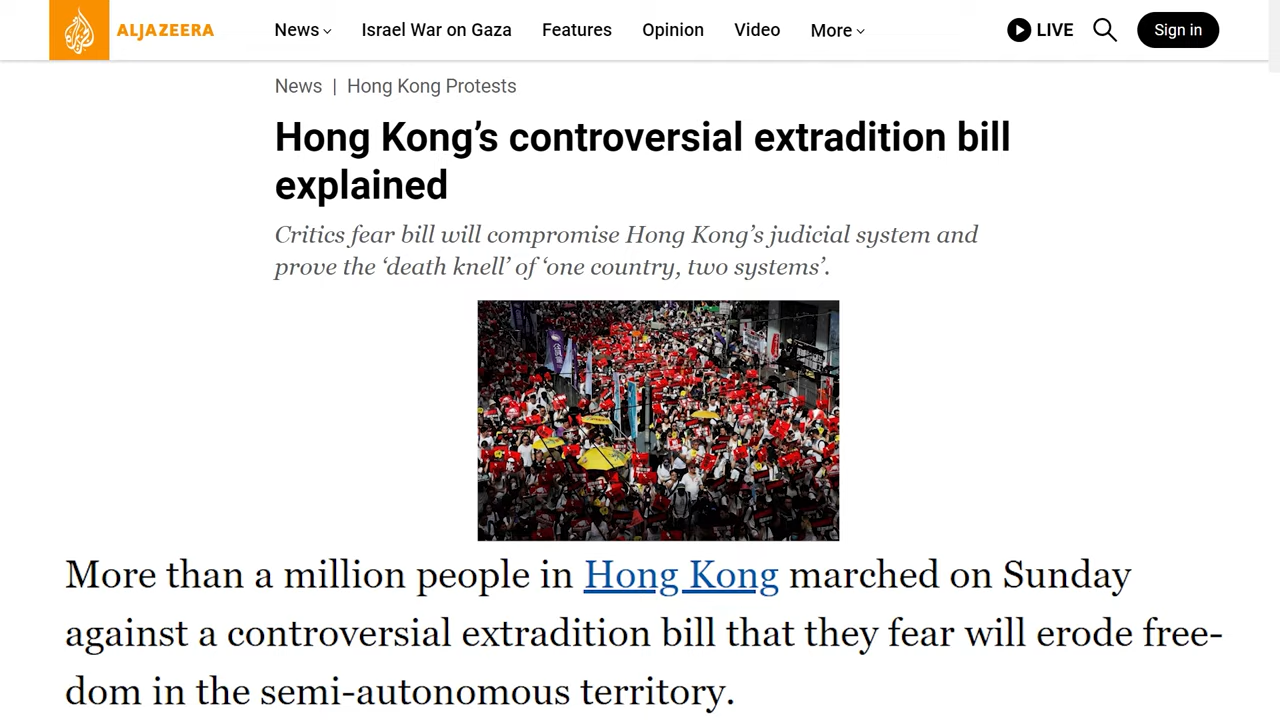 ALJAZEERA
News
Israel War on Gaza
Features
Opinion
Video
More
LIVE
Sign in
News | Hong Kong Protests
Hong Kong’s controversial extradition bill
explained
Critics fear bill will compromise Hong Kong’s judicial system and
prove the ‘death knell’ of ‘one country, two systems’.
More than a million people in Hong Kong marched on Sunday
against a controversial extradition bill that they fear will erode free-
dom in the semi-autonomous territory.